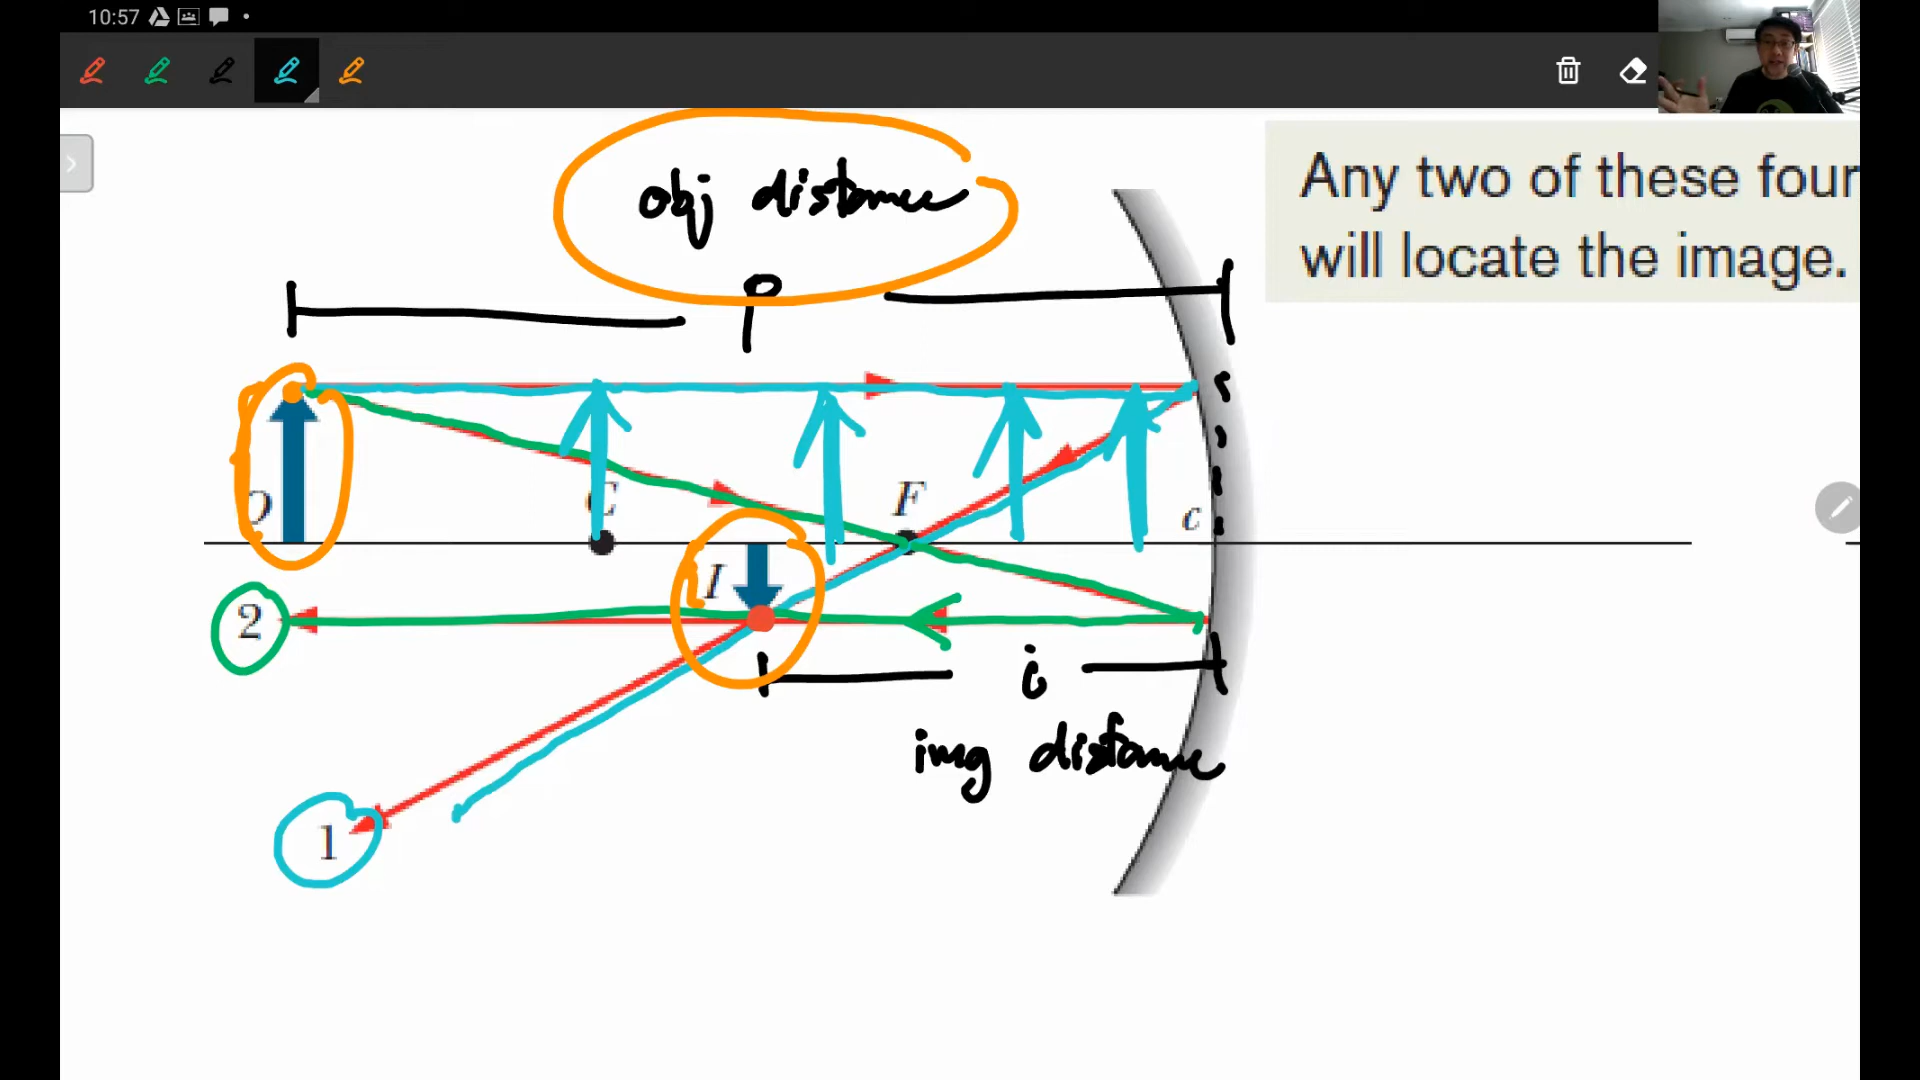 10:57
Any two of these four
will locate the image.
obj distance
p
O
C
F
c
I
2
i
img distance
1